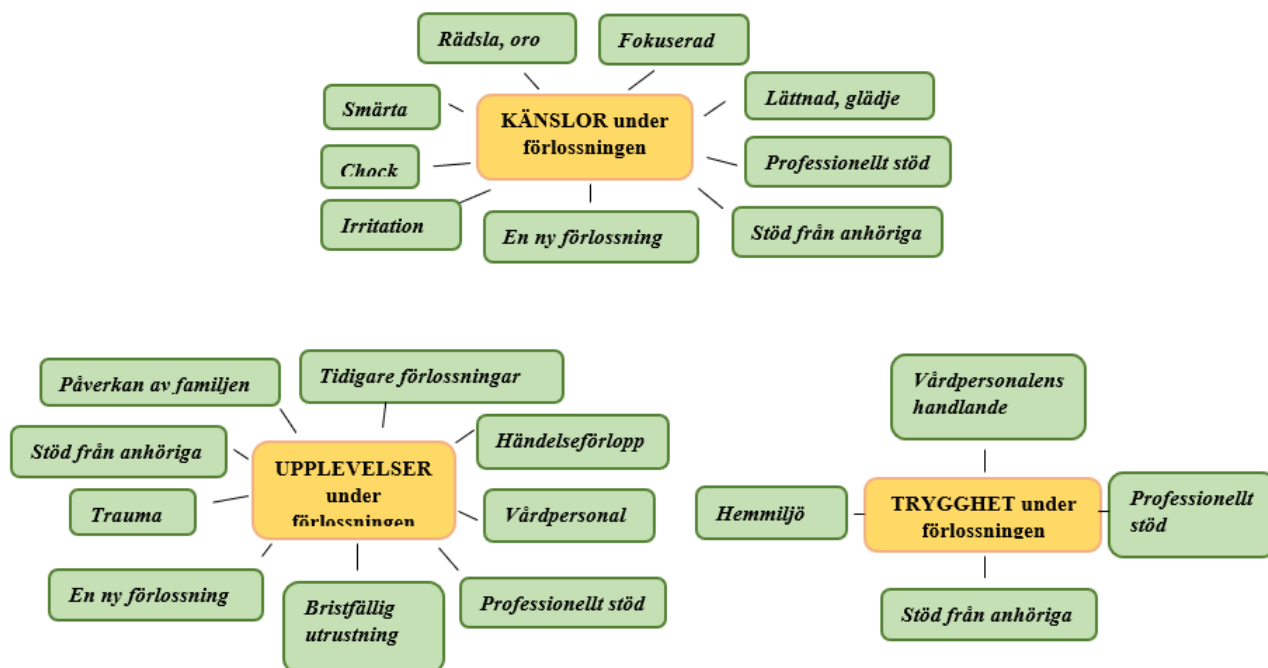 Rädsla, oro
Fokuserad
Smärta
Lättnad, glädje
KÄNSLOR under
förlossningen
Chock
Professionellt stöd
Irritation
En ny förlossning
Stöd från anhöriga
Påverkan av familjen
Tidigare förlossningar
Stöd från anhöriga
Händelseförlopp
UPPLEVELSER
under
förlossningen
Trauma
Vårdpersonal
En ny förlossning
Bristfällig
utrustning
Professionellt stöd
Vårdpersonalens
handlande
Hemmiljö
TRYGGHET under
förlossningen
Professionellt
stöd
Stöd från anhöriga